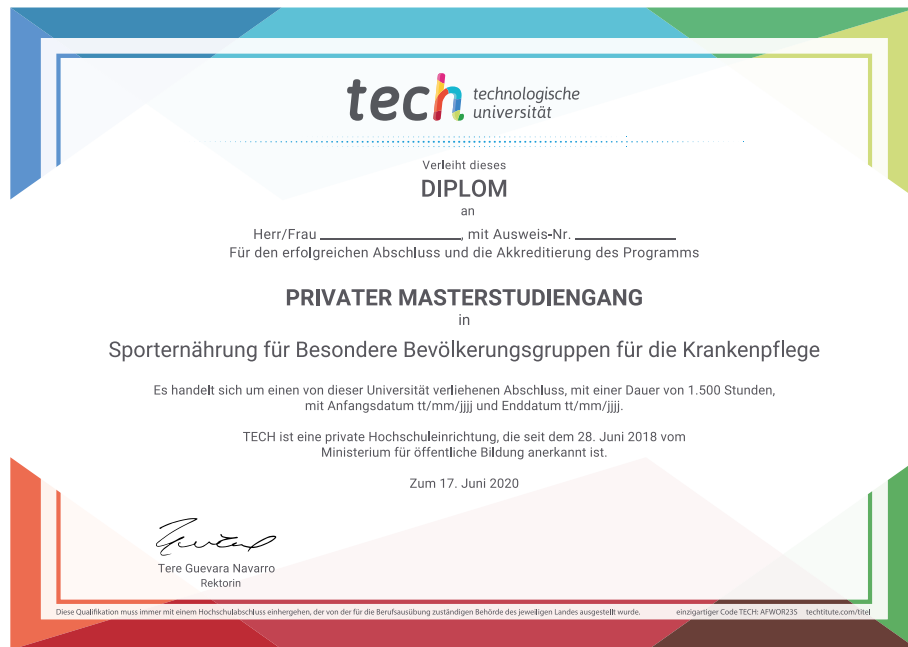 tech technologische
universität
Verleiht dieses
DIPLOM
an
Herr/Frau ____________________, mit Ausweis-Nr. ______________
Für den erfolgreichen Abschluss und die Akkreditierung des Programms
PRIVATER MASTERSTUDIENGANG
in
Sporternährung für Besondere Bevölkerungsgruppen für die Krankenpflege
Es handelt sich um einen von dieser Universität verliehenen Abschluss, mit einer Dauer von 1.500 Stunden,
mit Anfangsdatum tt/mm/jjjj und Enddatum tt/mm/jjjj.
TECH ist eine private Hochschuleinrichtung, die seit dem 28. Juni 2018 vom
Ministerium für öffentliche Bildung anerkannt ist.
Zum 17. Juni 2020
Tere Guevara Navarro
Rektorin
Diese Qualifikation muss immer mit einem Hochschulabschluss einhergehen, der von der für die Berufsausübung zuständigen Behörde des jeweiligen Landes ausgestellt wurde. einzigartiger Code TECH: AFWOR23S techtitute.com/titel